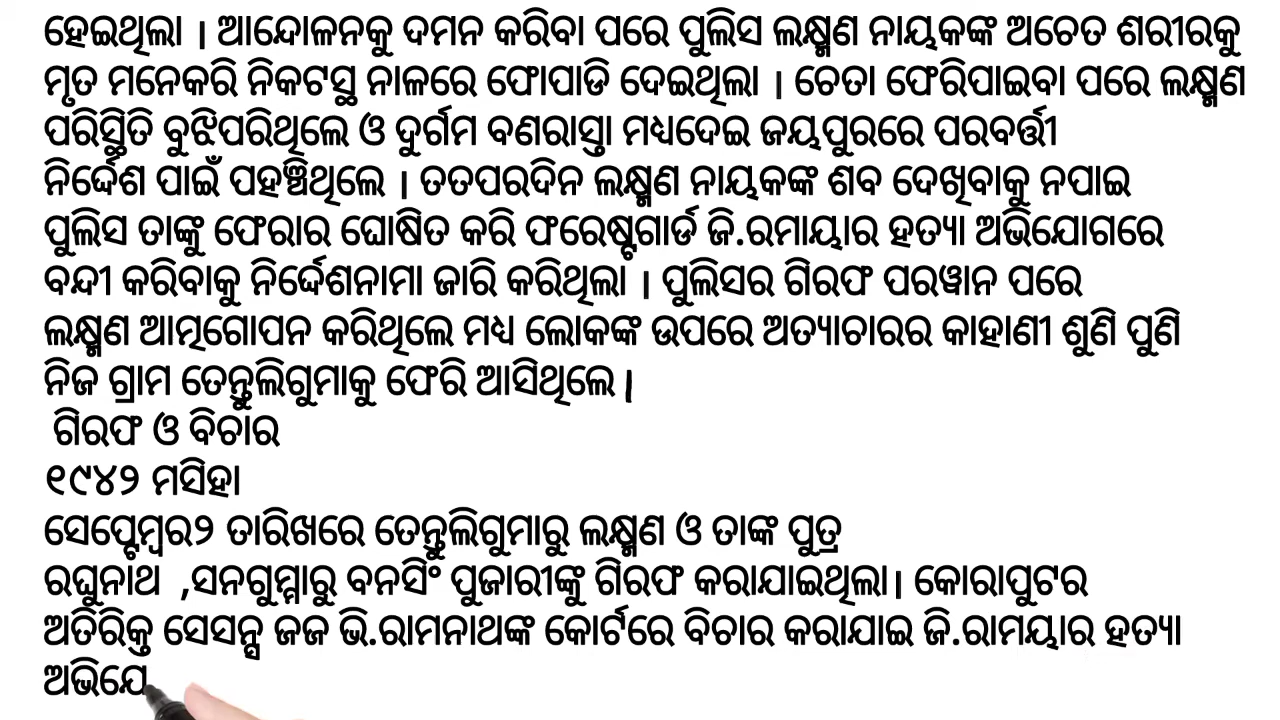 ହେଇଥିଲା । ଆନ୍ଦୋଳନକୁ ଦମନ କରିବା ପରେ ପୁଲିସ ଲକ୍ଷ୍ମଣ ନାୟକଙ୍କ ଅଚେତ ଶରୀରକୁ
ମୃତ ମନେକରି ନିକଟସ୍ଥ ନାଳରେ ଫୋପାଡି ଦେଇଥିଲା । ଚେତା ଫେରିପାଇବା ପରେ ଲକ୍ଷ୍ମଣ
ପରିସ୍ଥିତି ବୁଝିପରିଥିଲେ ଓ ଦୁର୍ଗମ ବଣରାସ୍ତା ମଧ୍ୟଦେଇ ଜୟପୁରରେ ପରବର୍ତ୍ତୀ
ନିର୍ଦ୍ଦେଶ ପାଇଁ ପହଞ୍ଚିଥିଲେ । ତତପରଦିନ ଲକ୍ଷ୍ମଣ ନାୟକଙ୍କ ଶବ ଦେଖିବାକୁ ନପାଇ
ପୁଲିସ ତାଙ୍କୁ ଫେରାର ଘୋଷିତ କରି ଫରେଷ୍ଟଗାର୍ଡ ଜି.ରମାୟାର ହତ୍ୟା ଅଭିଯୋଗରେ
ବନ୍ଦୀ କରିବାକୁ ନିର୍ଦ୍ଦେଶନାମା ଜାରି କରିଥିଲା । ପୁଲିସର ଗିରଫ ପରୱାନ ପରେ
ଲକ୍ଷ୍ମଣ ଆତ୍ମଗୋପନ କରିଥିଲେ ମଧ୍ୟ ଲୋକଙ୍କ ଉପରେ ଅତ୍ୟାଚାରର କାହାଣୀ ଶୁଣି ପୁଣି
ନିଜ ଗ୍ରାମ ତେନ୍ତୁଲିଗୁମାକୁ ଫେରି ଆସିଥିଲେ ।
ଗିରଫ ଓ ବିଚାର
୧୯୪୨ ମସିହା
ସେପ୍ଟେମ୍ବର୨ ତାରିଖରେ ତେନ୍ତୁଲିଗୁମାରୁ ଲକ୍ଷ୍ମଣ ଓ ତାଙ୍କ ପୁତ୍ର
ରଘୁନାଥ ,ସନଗୁମ୍ମାରୁ ବନସିଂ ପୁଜାରୀଙ୍କୁ ଗିରଫ କରାଯାଇଥିଲା। କୋରାପୁଟର
ଅତିରିକ୍ତ ସେସନ୍ସ ଜଜ ଭି.ରାମନାଥଙ୍କ କୋର୍ଟରେ ବିଚାର କରାଯାଇ ଜି.ରାମୟାର ହତ୍ୟା
ଅଭିଯେ